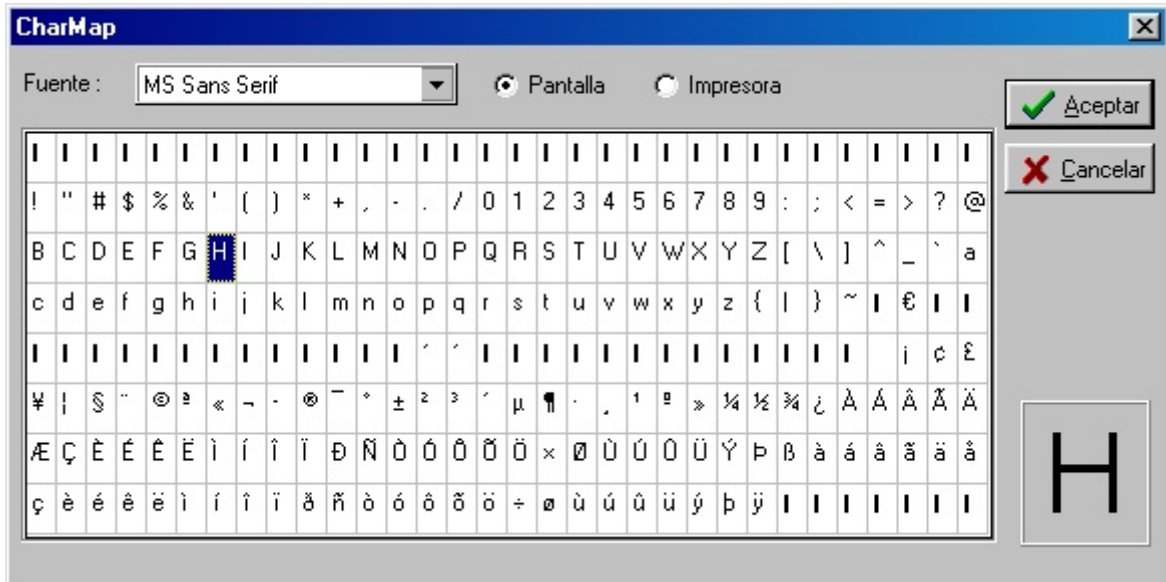 CharMap
Fuente : MS Sans Serif Pantalla Impresora
Aceptar
Cancelar
! " # $ % & ' ( ) * + , - . / 0 1 2 3 4 5 6 7 8 9 : ; < = > ? @
B C D E F G H I J K L M N O P Q R S T U V W X Y Z [ \ ] ^ _ ` a
c d e f g h i j k l m n o p q r s t u v w x y z { | } ~ €
¡ ¢ £
¥ ¦ § ¨ © ª « ¬ - ® ¯ ° ± ² ³ ´ µ ¶ · ¸ ¹ º » ¼ ½ ¾ ¿ À Á Â Ã Ä
Æ Ç È É Ê Ë Ì Í Î Ï Ð Ñ Ò Ó Ô Õ Ö × Ø Ù Ú Û Ü Ý Þ ß à á â ã ä å
ç è é ê ë ì í î ï ð ñ ò ó ô õ ö ÷ ø ù ú û ü ý þ ÿ
H